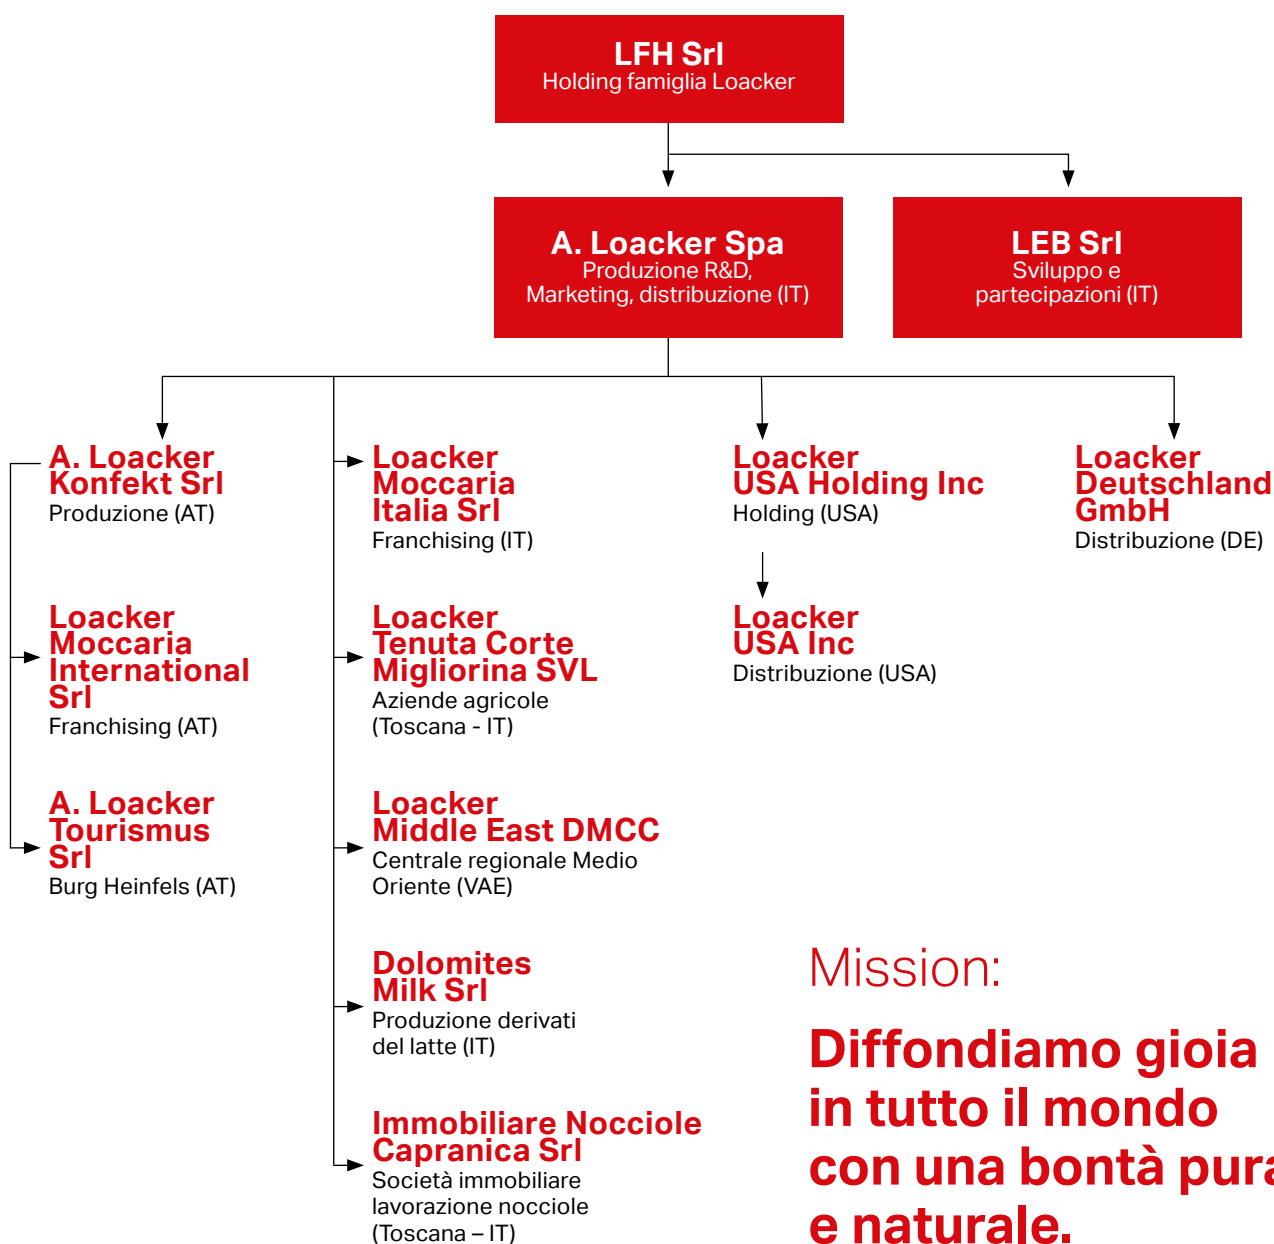 LFH Srl
Holding famiglia Loacker
A. Loacker Spa
Produzione R&D,
Marketing, distribuzione (IT)
LEB Srl
Sviluppo e
partecipazioni (IT)
A. Loacker
Konfekt Srl
Produzione (AT)
Loacker
Moccaria
International
Srl
Franchising (AT)
A. Loacker
Tourismus
Srl
Burg Heinfels (AT)
Loacker
Moccaria
Italia Srl
Franchising (IT)
Loacker
Tenuta Corte
Migliorina SVL
Aziende agricole
(Toscana - IT)
Loacker
Middle East DMCC
Centrale regionale Medio
Oriente (VAE)
Dolomites
Milk Srl
Produzione derivati
del latte (IT)
Immobiliare Nocciole
Capranica Srl
Società immobiliare
lavorazione nocciole
(Toscana – IT)
Loacker
USA Holding Inc
Holding (USA)
Loacker
USA Inc
Distribuzione (USA)
Loacker
Deutschland
GmbH
Distribuzione (DE)
Mission:
Diffondiamo gioia
in tutto il mondo
con una bontà pura
e naturale.